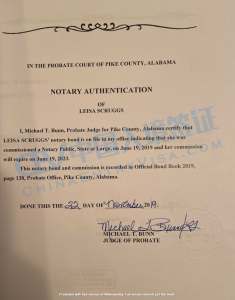 IN THE PROBATE COURT OF PIKE COUNTY, ALABAMA
NOTARY AUTHENTICATION
OF
LEISA SCRUGGS
I, Michael T. Bunn, Probate Judge for Pike County, Alabama certify that
LEISA SCRUGGS' notary bond is on file in my office indicating that she was
commissioned a Notary Public, State at Large, on June 19, 2019 and her commission
will expire on June 19, 2023.
This notary bond and commission is recorded in Official Bond Book 2019,
page 138, Probate Office, Pike County, Alabama.
DONE THIS THE 22 DAY OF 2019.
MICHAEL T. BUNN
JUDGE OF PROBATE